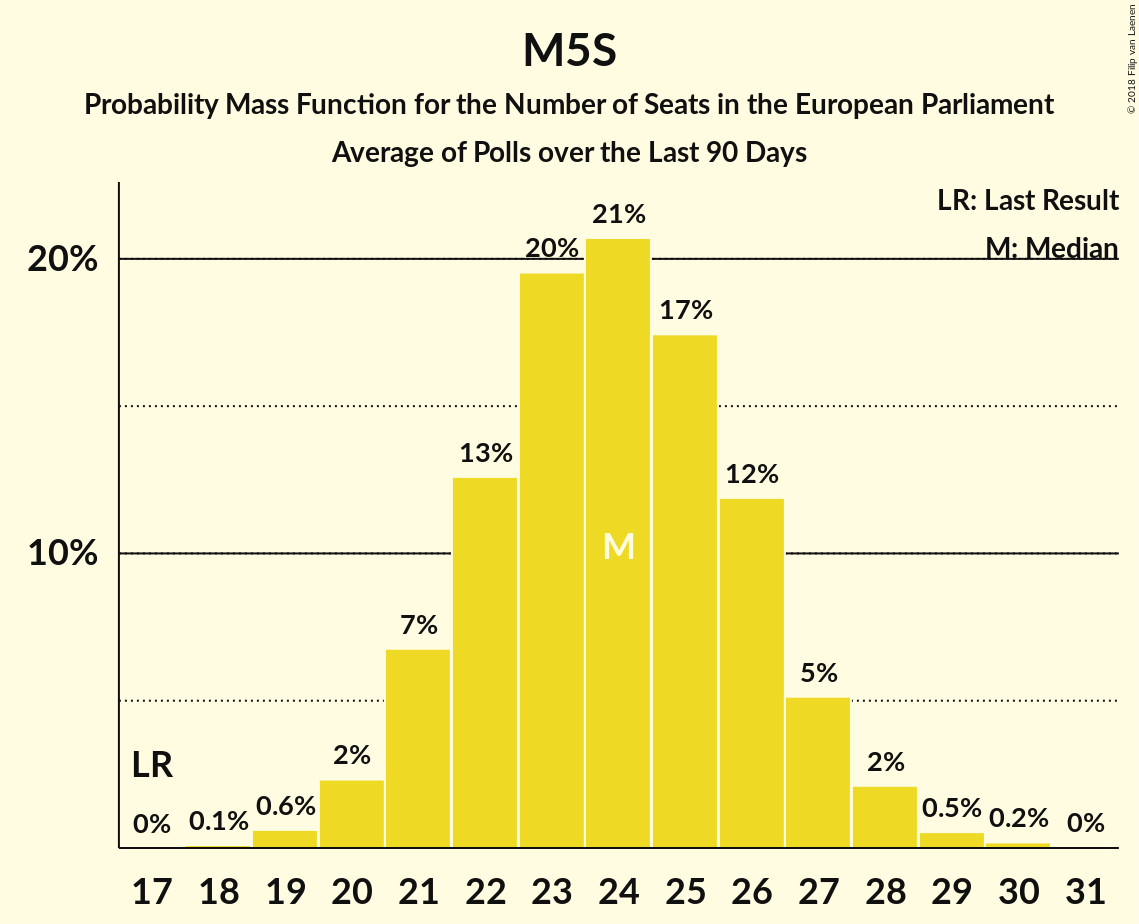 M5S
Probability Mass Function for the Number of Seats in the European Parliament
Average of Polls over the Last 90 Days
© 2018 Filip van Laenen
LR: Last Result
M: Median
20%
10%
LR
0%
0.1%
0.6%
2%
7%
13%
20%
21%
17%
12%
5%
2%
0.5%
0.2%
0%
M
17 18 19 20 21 22 23 24 25 26 27 28 29 30 31